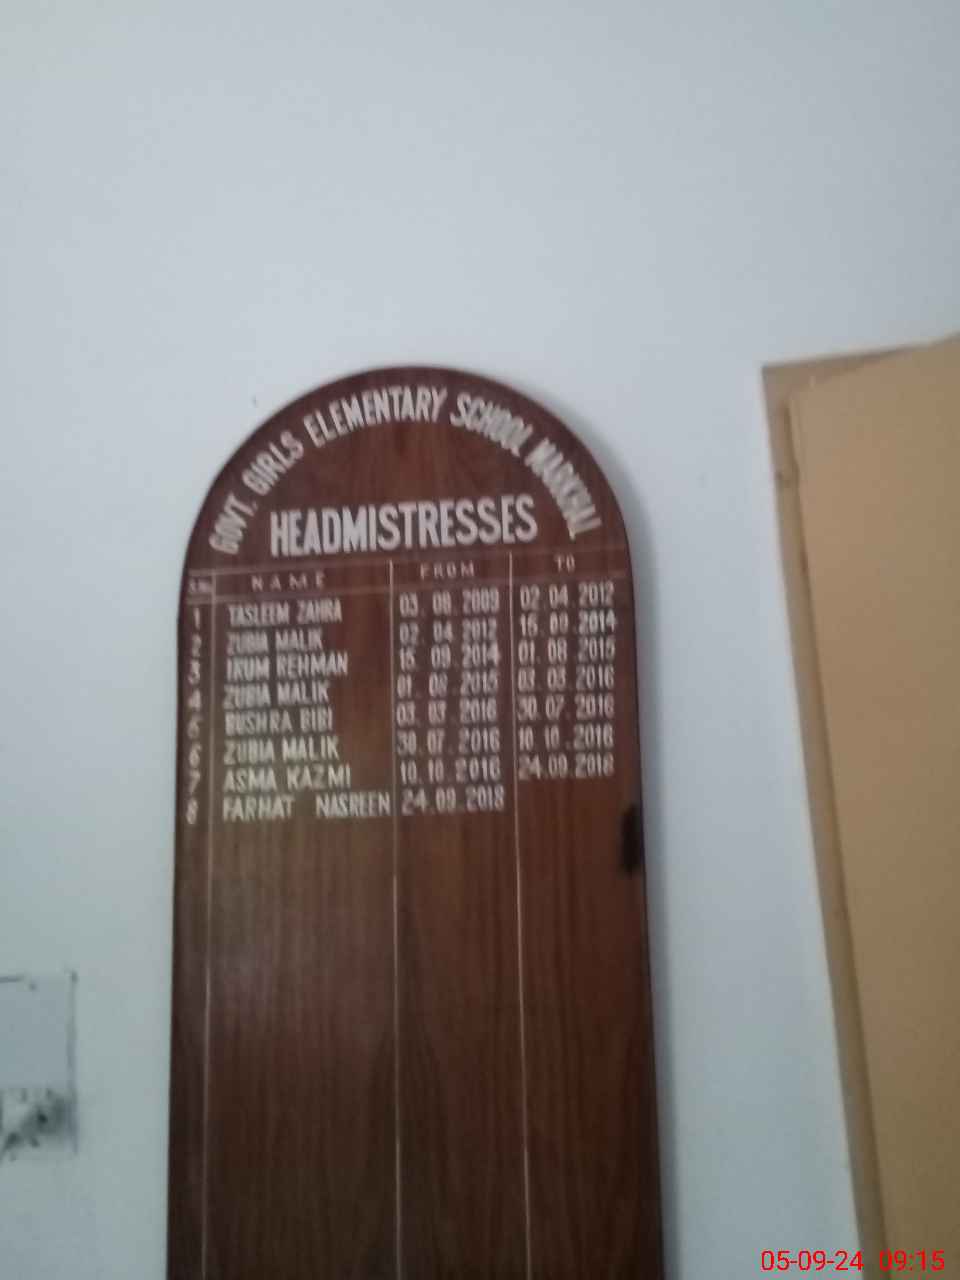 GOVT. GIRLS ELEMENTARY SCHOOL MARKHAL
HEADMISTRESSES
S.No NAME FROM TO
1 TASLEEM ZAHRA 03.08.2009 02.04.2012
2 ZUBIA MALIK 02.04.2012 15.09.2014
3 IRUM REHMAN 15.09.2014 01.08.2015
4 ZUBIA MALIK 01.08.2015 03.03.2016
5 BUSHRA BIBI 03.03.2016 30.07.2016
6 ZUBIA MALIK 30.07.2016 10.10.2016
7 ASMA KAZMI 10.10.2016 24.09.2018
8 FARHAT NASREEN 24.09.2018
05-09-24 09:15